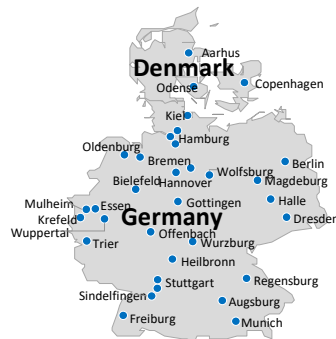 Aarhus
Denmark
Odense
Copenhagen
Kiel
Hamburg
Oldenburg
Bremen
Berlin
Bielefeld
Hannover
Wolfsburg
Magdeburg
Mulheim
Essen
Gottingen
Halle
Krefeld
Germany
Dresden
Wuppertal
Trier
Offenbach
Wurzburg
Heilbronn
Stuttgart
Regensburg
Sindelfingen
Augsburg
Freiburg
Munich